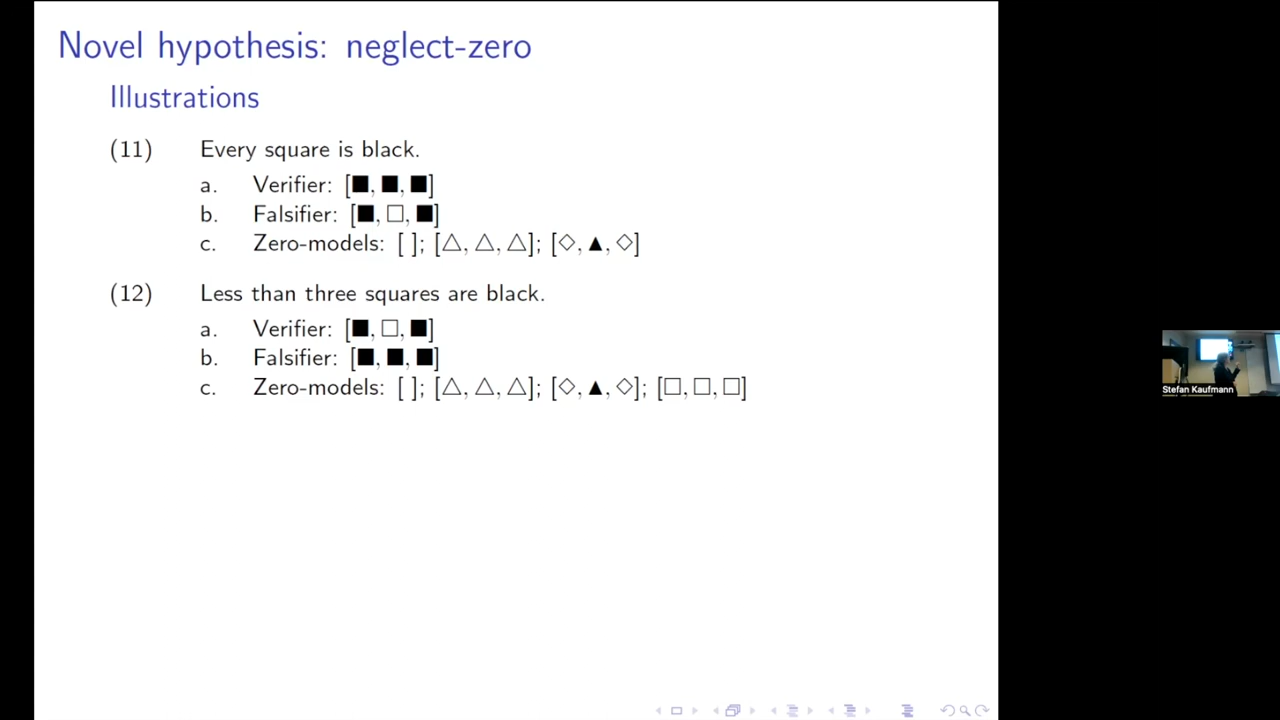 Novel hypothesis: neglect-zero
Illustrations
(11) Every square is black.
a. Verifier: [■, ■, ■]
b. Falsifier: [■, □, ■]
c. Zero-models: [ ]; [△, △, △]; [◇, ▲, ◇]
(12) Less than three squares are black.
a. Verifier: [■, □, ■]
b. Falsifier: [■, ■, ■]
c. Zero-models: [ ]; [△, △, △]; [◇, ▲, ◇]; [□, □, □]
Stefan Kaufmann